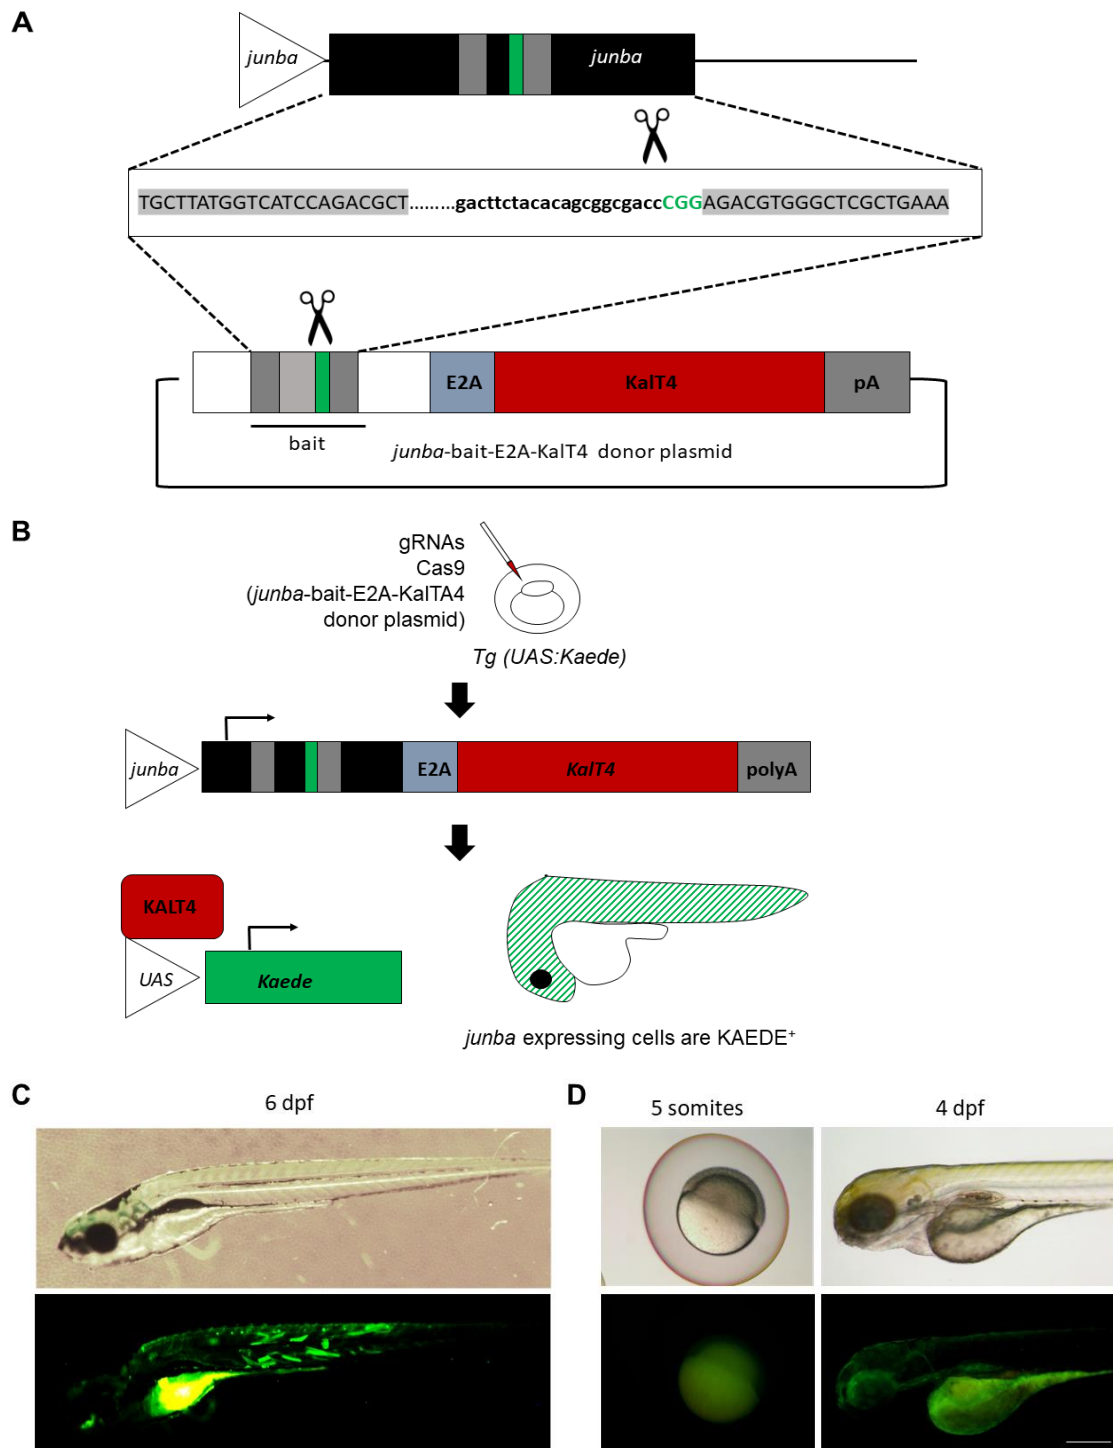 A
junba
junba
TGCTTATGGTCATCCAGACGCT.........gacttctacacagcggcgaccCGGAGACGTGGGCTCGCTGAAA
E2A
KalT4
pA
bait
junba-bait-E2A-KalT4 donor plasmid
B
gRNAs
Cas9
(junba-bait-E2A-KalTA4
donor plasmid)
Tg (UAS:Kaede)
junba
E2A
KalT4
polyA
KALT4
UAS
Kaede
junba expressing cells are KAEDE+
C
6 dpf
D
5 somites
4 dpf